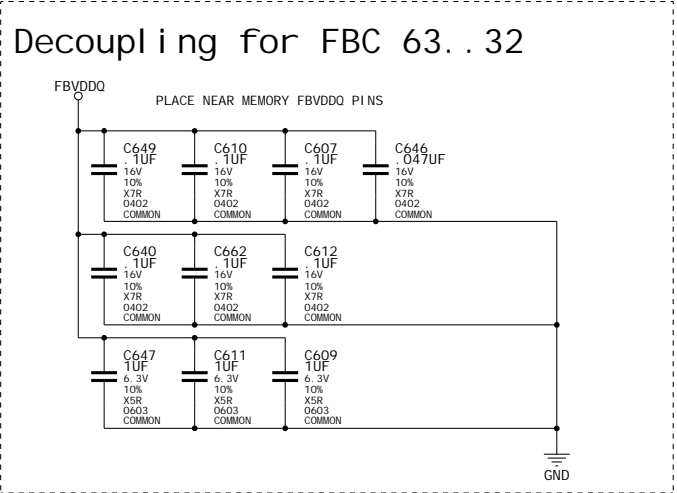 Decoupling for FBC 63..32
FBVDDQ
PLACE NEAR MEMORY FBVDDQ PINS
C649
.1UF
16V
10%
X7R
0402
COMMON
C610
.1UF
16V
10%
X7R
0402
COMMON
C607
.1UF
16V
10%
X7R
0402
COMMON
C646
.047UF
16V
10%
X7R
0402
COMMON
C640
.1UF
16V
10%
X7R
0402
COMMON
C662
.1UF
16V
10%
X7R
0402
COMMON
C612
.1UF
16V
10%
X7R
0402
COMMON
C647
1UF
6.3V
10%
X5R
0603
COMMON
C611
1UF
6.3V
10%
X5R
0603
COMMON
C609
1UF
6.3V
10%
X5R
0603
COMMON
GND